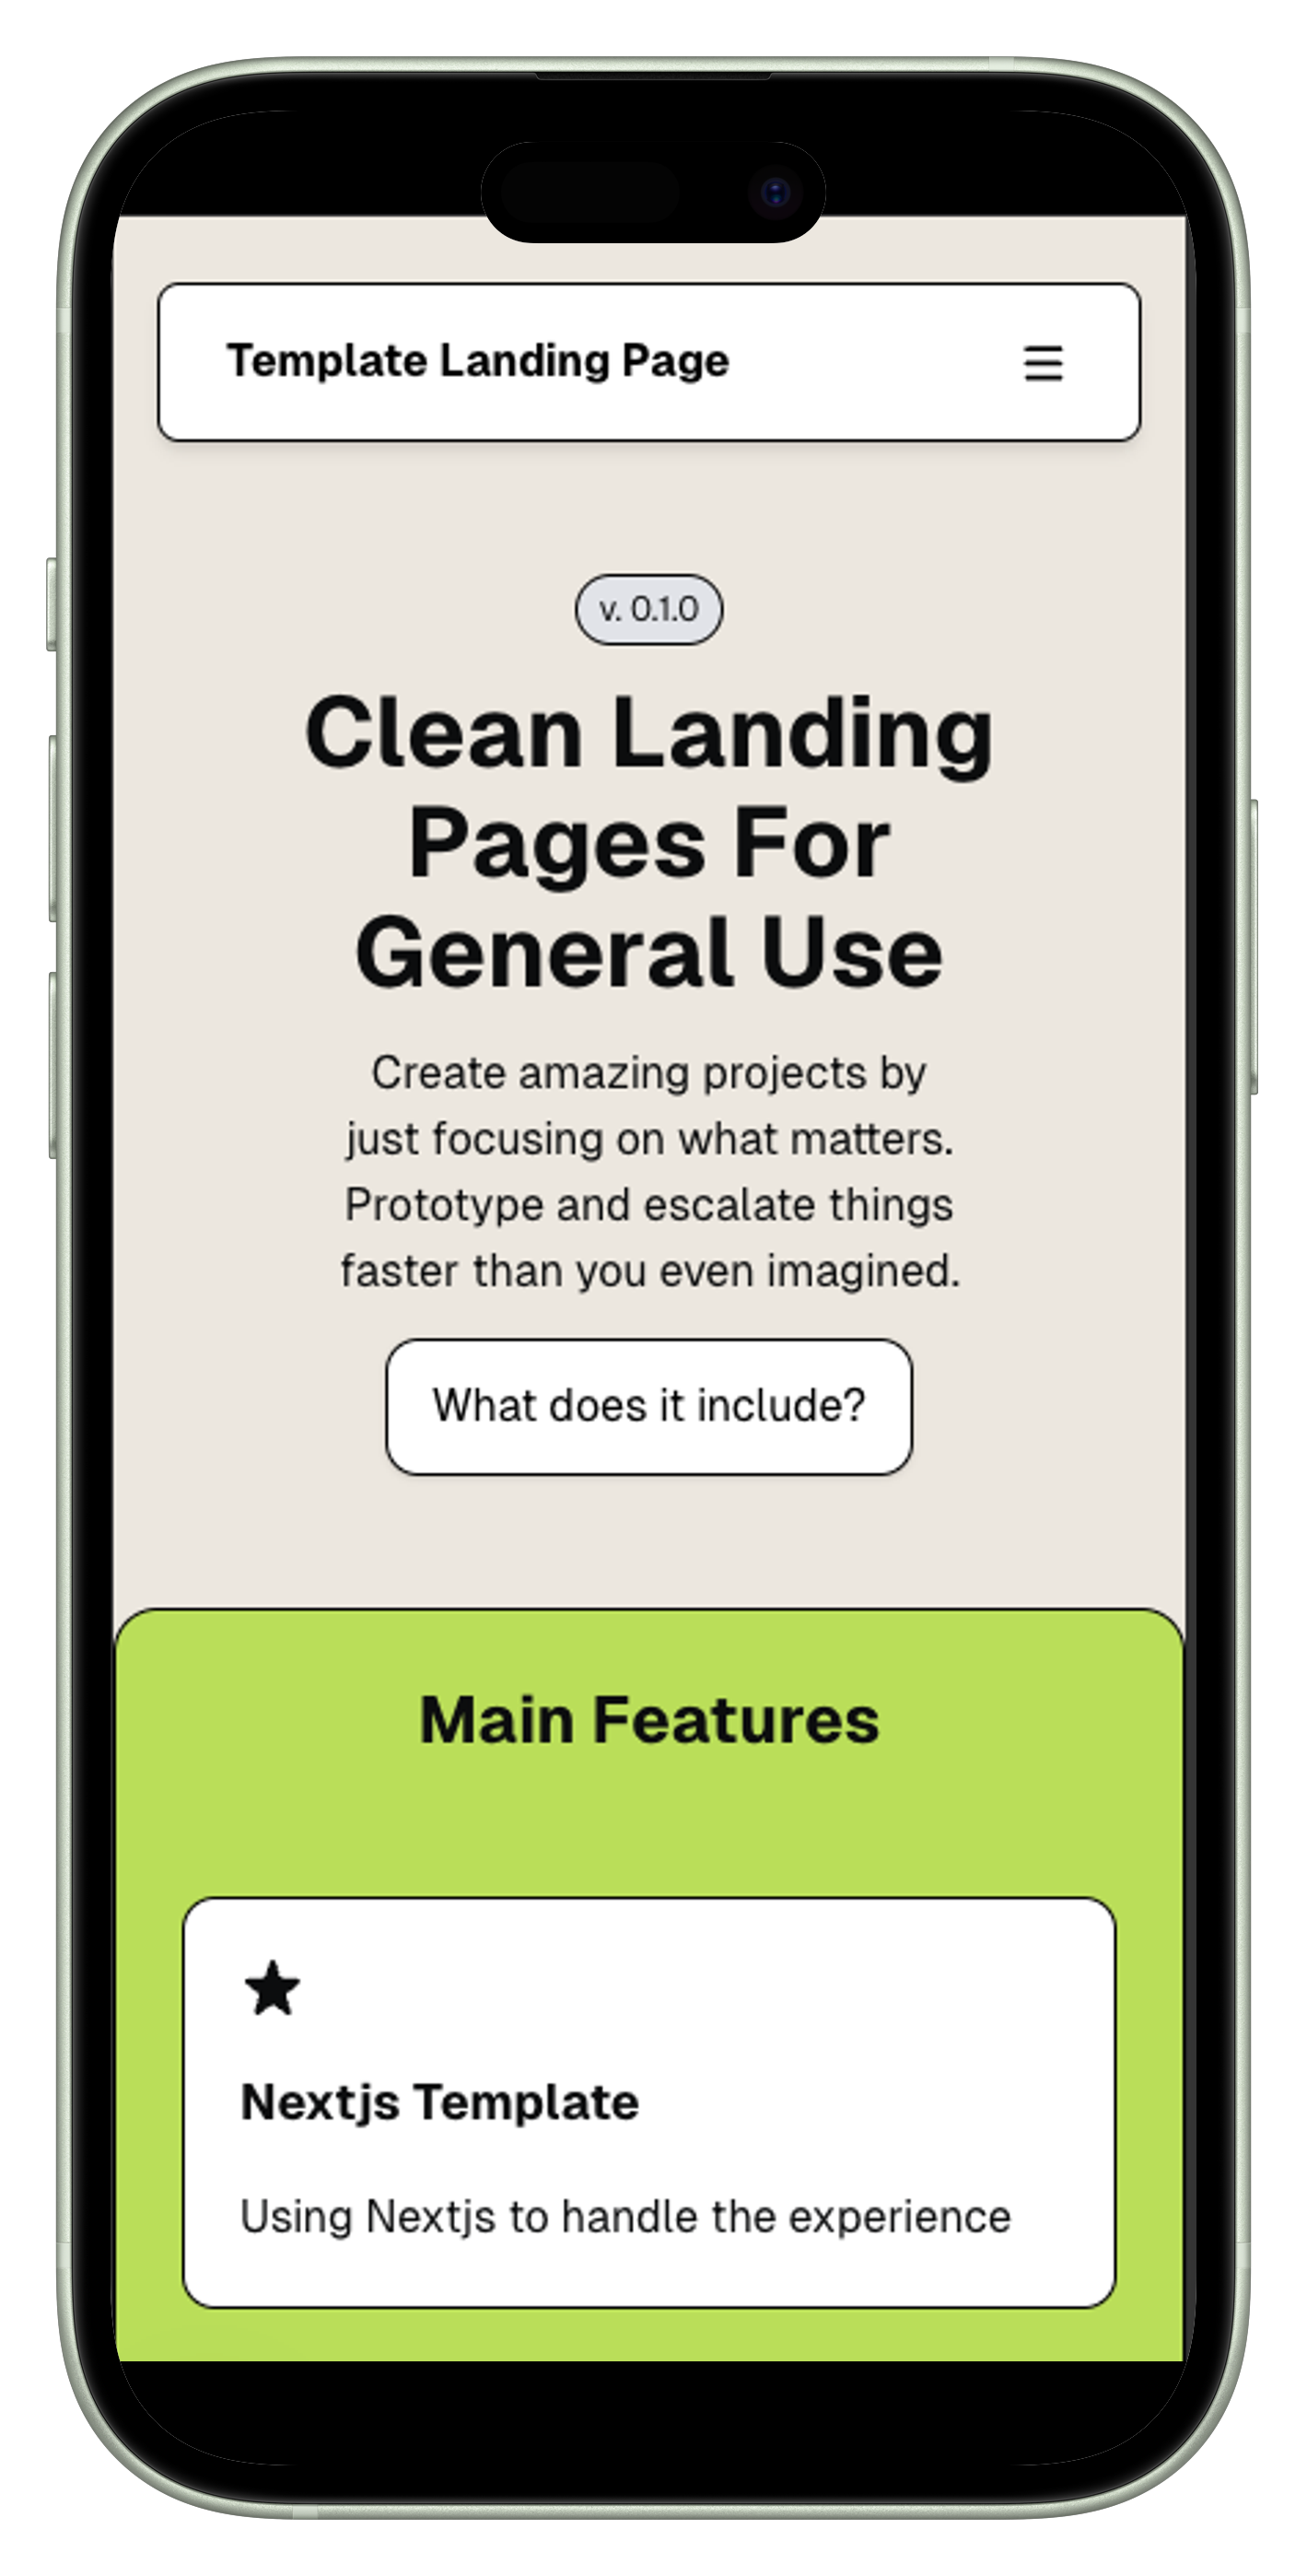 Template Landing Page
v. 0.1.0
Clean Landing
Pages For
General Use
Create amazing projects by
just focusing on what matters.
Prototype and escalate things
faster than you even imagined.
What does it include?
Main Features
Nextjs Template
Using Nextjs to handle the experience